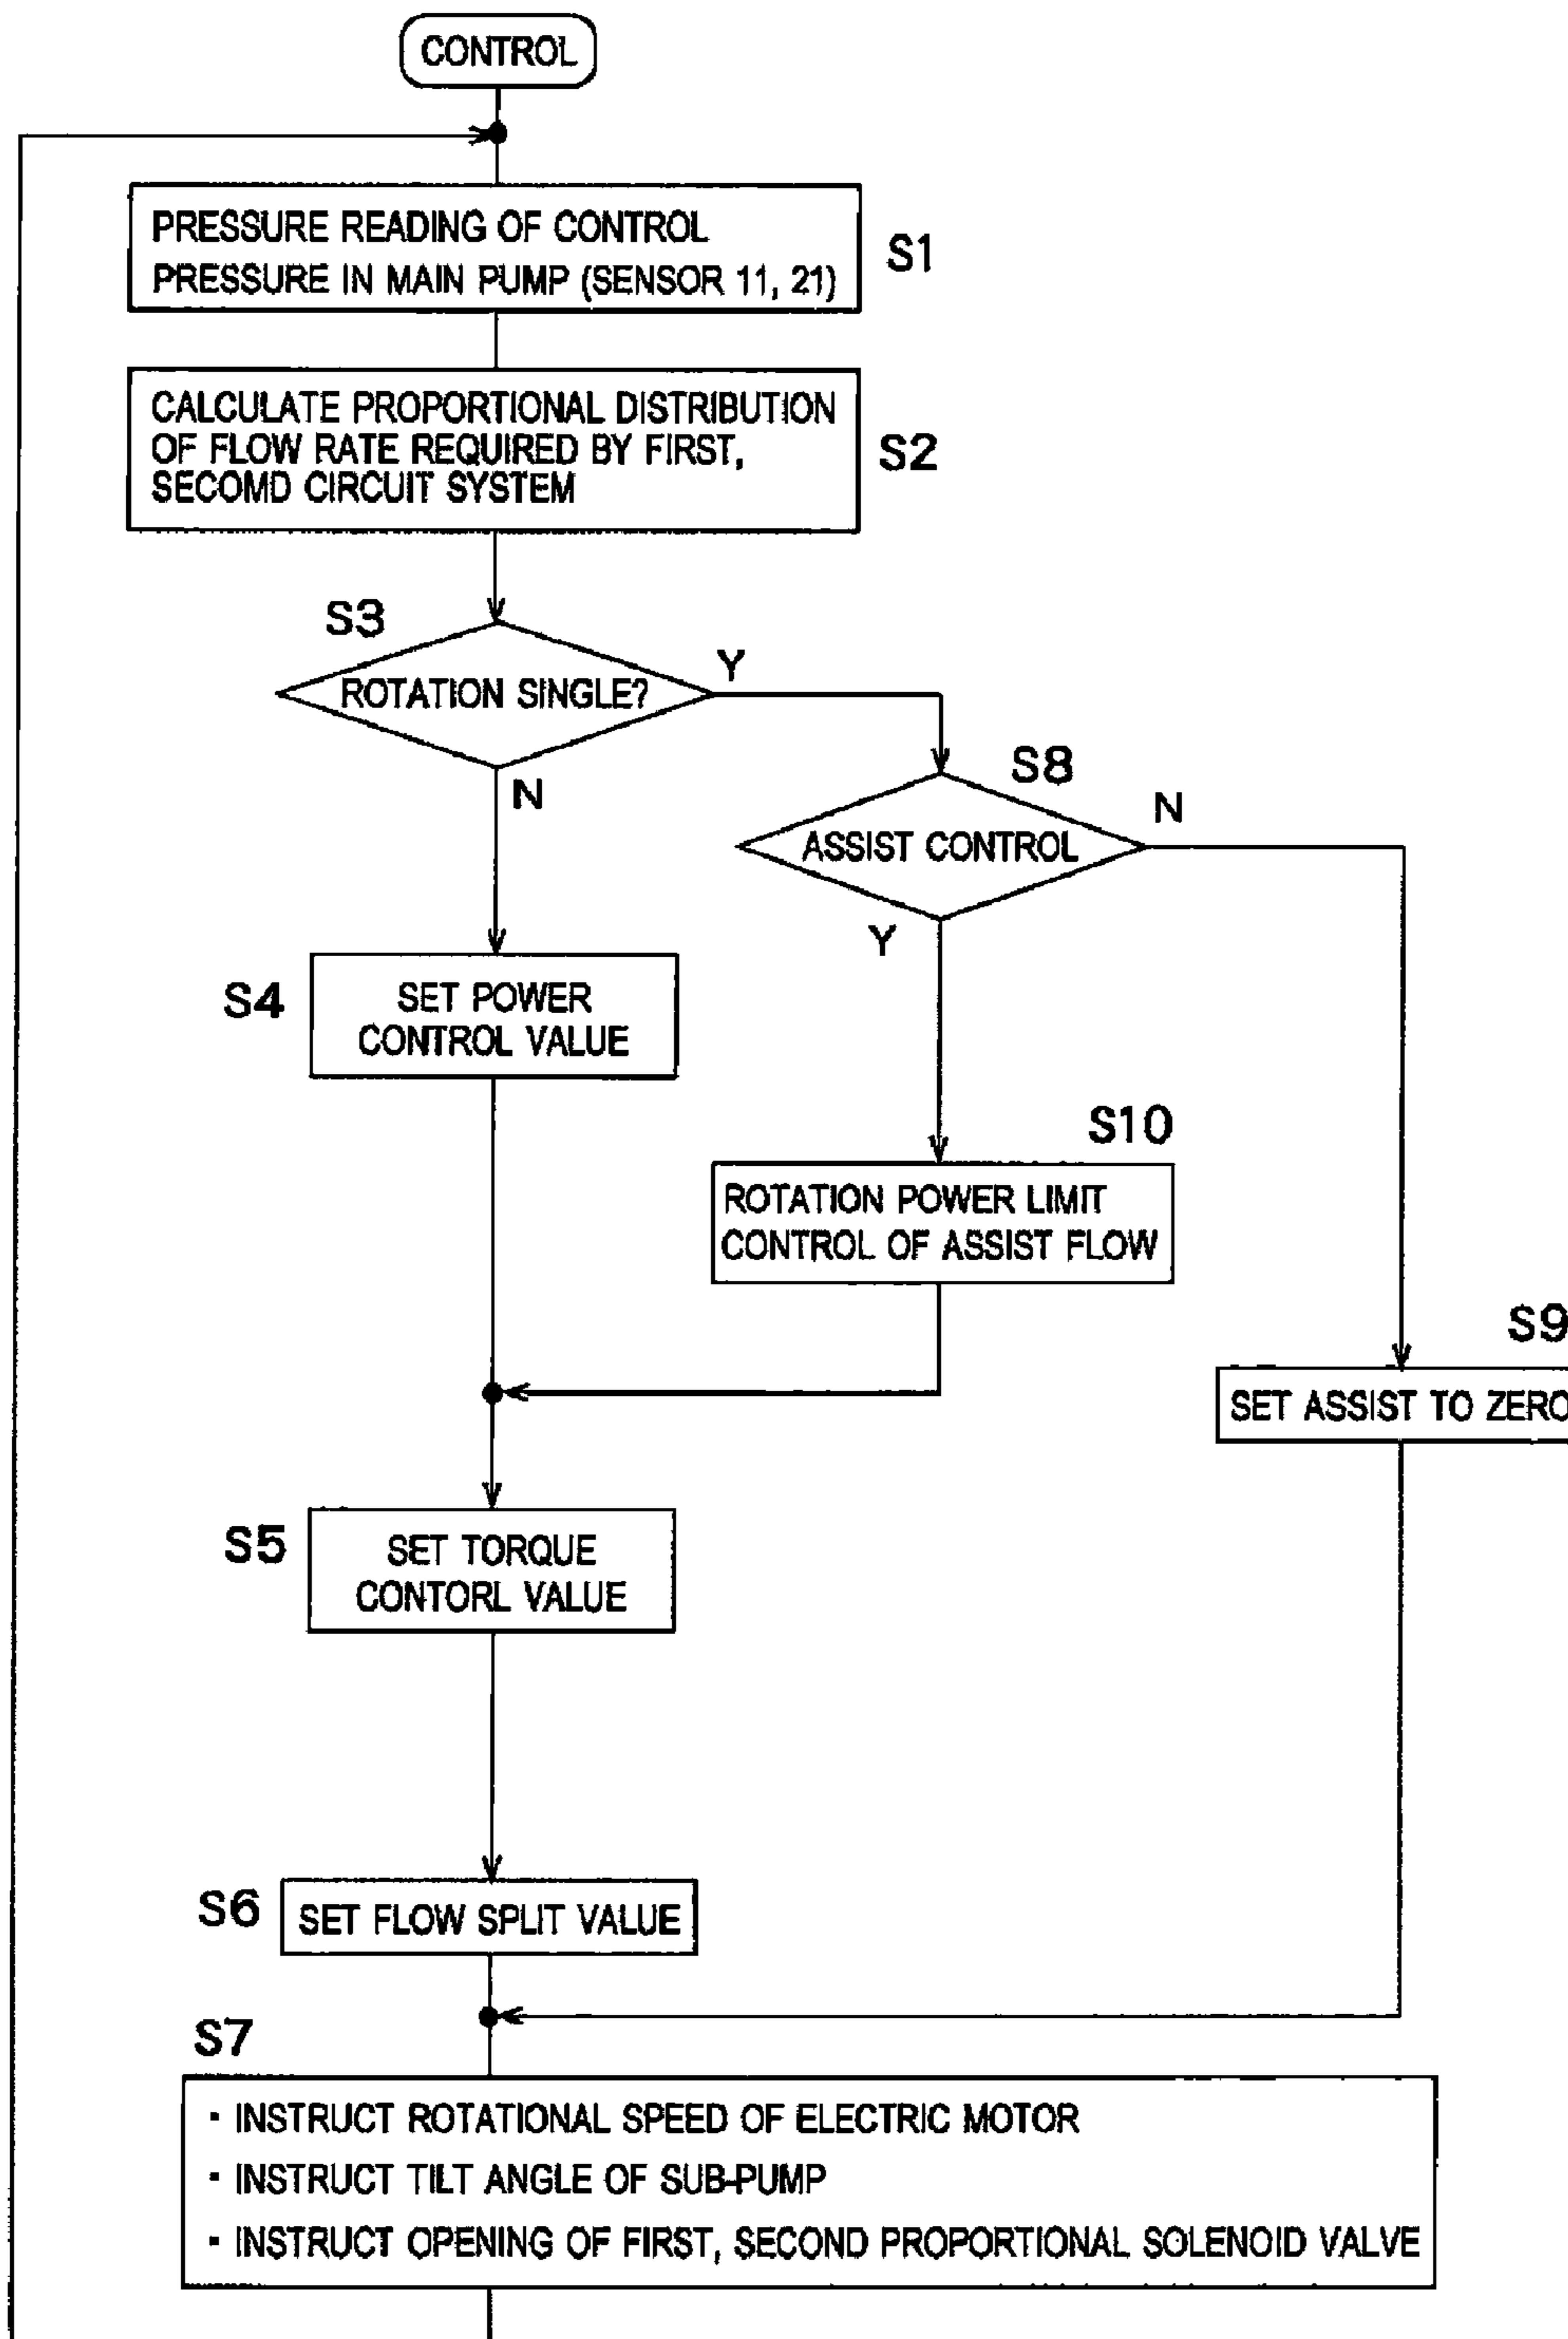 CONTROL
PRESSURE READING OF CONTROL
PRESSURE IN MAIN PUMP (SENSOR 11, 21)
S1
CALCULATE PROPORTIONAL DISTRIBUTION
OF FLOW RATE REQUIRED BY FIRST,
SECOMD CIRCUIT SYSTEM
S2
S3
ROTATION SINGLE?
Y
N
S8
ASSIST CONTROL
N
Y
S4
SET POWER
CONTROL VALUE
S10
ROTATION POWER LIMIT
CONTROL OF ASSIST FLOW
S9
SET ASSIST TO ZERO
S5
SET TORQUE
CONTORL VALUE
S6
SET FLOW SPLIT VALUE
S7
· INSTRUCT ROTATIONAL SPEED OF ELECTRIC MOTOR
· INSTRUCT TILT ANGLE OF SUB-PUMP
· INSTRUCT OPENING OF FIRST, SECOND PROPORTIONAL SOLENOID VALVE